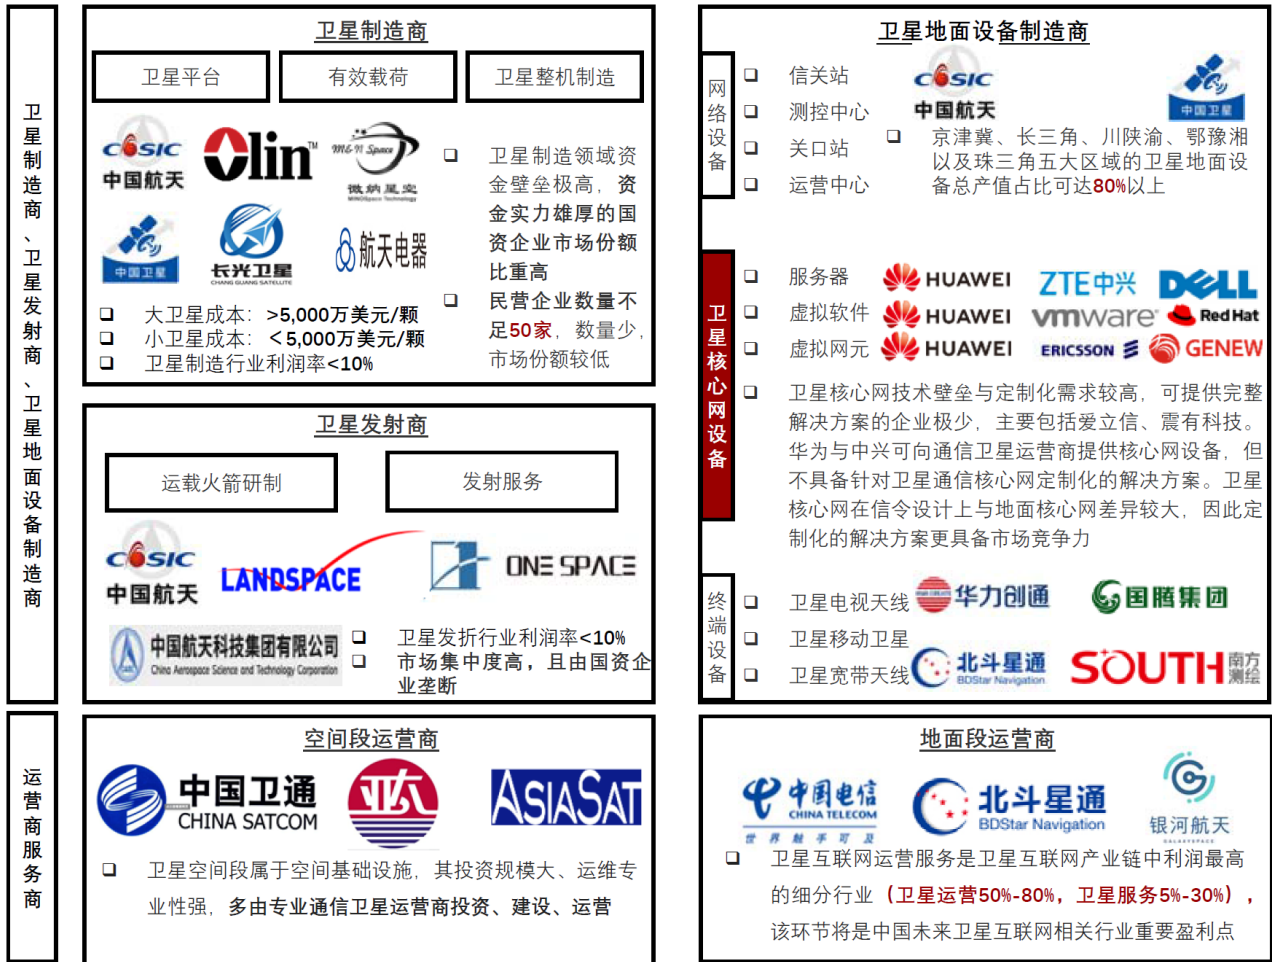 卫星制造商、卫星发射商、卫星地面设备制造商
卫星制造商
卫星平台
有效载荷
卫星整机制造
CASIC
中国航天
Olin™
M&N Space
微纳星空
MINOSpace Technology
中国卫星
长光卫星
CHANG GUANG SATELLITE
航天电器
大卫星成本：>5,000万美元/颗
小卫星成本：＜5,000万美元/颗
卫星制造行业利润率<10%
卫星制造领域资
金壁垒极高，资
金实力雄厚的国
资企业市场份额
比重高
民营企业数量不
足50家，数量少，
市场份额较低
卫星发射商
运载火箭研制
发射服务
CASIC
中国航天
LANDSPACE
ONE SPACE
中国航天科技集团有限公司
China Aerospace Science and Technology Corporation
卫星发折行业利润率<10%
市场集中度高，且由国资企
业垄断
卫星地面设备制造商
网络设备
信关站
测控中心
关口站
运营中心
CASIC
中国航天
中国卫星
京津冀、长三角、川陕渝、鄂豫湘
以及珠三角五大区域的卫星地面设
备总产值占比可达80%以上
卫星核心网设备
服务器
HUAWEI
ZTE中兴
DELL
虚拟软件
HUAWEI
vmware
Red Hat
虚拟网元
HUAWEI
ERICSSON
GENEW
卫星核心网技术壁垒与定制化需求较高，可提供完整
解决方案的企业极少，主要包括爱立信、震有科技。
华为与中兴可向通信卫星运营商提供核心网设备，但
不具备针对卫星通信核心网定制化的解决方案。卫星
核心网在信令设计上与地面核心网差异较大，因此定
制化的解决方案更具备市场竞争力
终端设备
卫星电视天线
卫星移动卫星
卫星宽带天线
华力创通
国腾集团
北斗星通
BDStar Navigation
SOUTH
南方
测绘
运营商服务商
空间段运营商
中国卫通
CHINA SATCOM
亚太
ASIASAT
卫星空间段属于空间基础设施，其投资规模大、运维专
业性强，多由专业通信卫星运营商投资、建设、运营
地面段运营商
中国电信
CHINA TELECOM
世界触手可及
北斗星通
BDStar Navigation
银河航天
GALAXYSPACE
卫星互联网运营服务是卫星互联网产业链中利润最高
的细分行业（卫星运营50%-80%，卫星服务5%-30%），
该环节将是中国未来卫星互联网相关行业重要盈利点